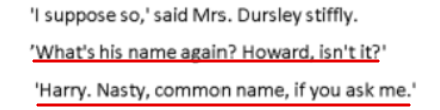 'I suppose so,' said Mrs. Dursley stiffly.
'What's his name again? Howard, isn't it?'
'Harry. Nasty, common name, if you ask me.'